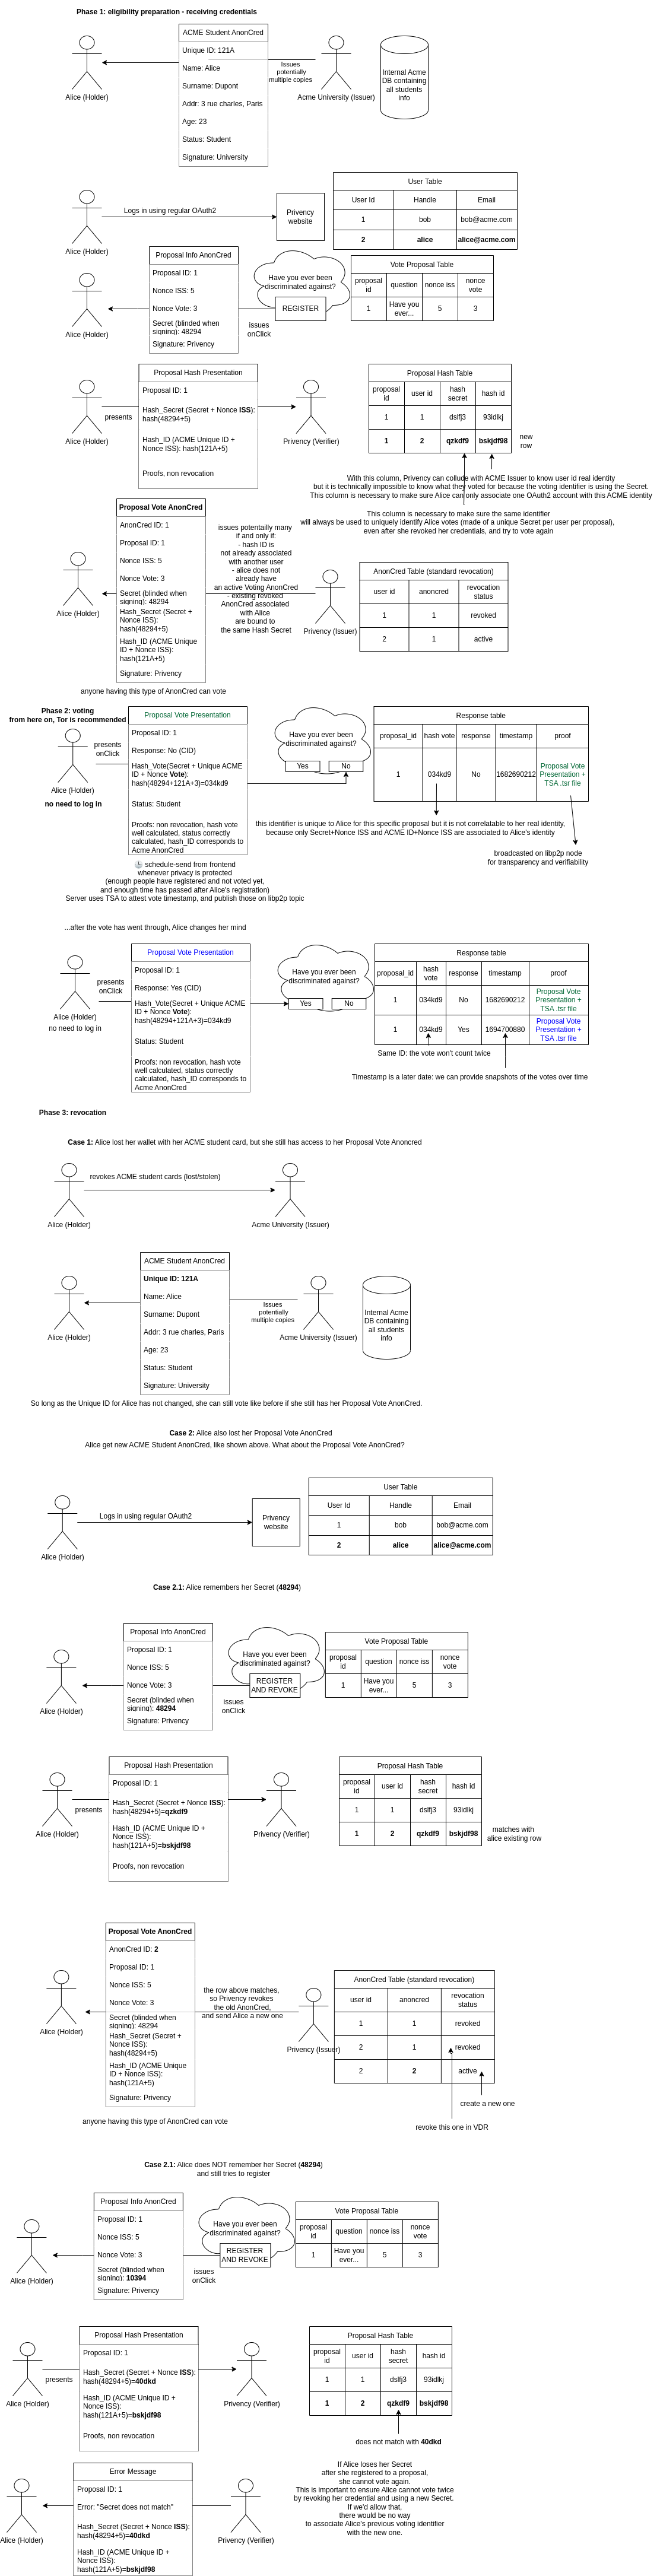 Phase 1: eligibility preparation - receiving credentials
ACME Student AnonCred
Unique ID: 121A
Name: Alice
Surname: Dupont
Addr: 3 rue charles, Paris
Age: 23
Status: Student
Signature: University
Alice (Holder)
Issues
potentially
multiple copies
Acme University (Issuer)
Internal Acme
DB containing
all students
info
Alice (Holder)
Logs in using regular OAuth2
Privency
website
User Table
User Id
Handle
Email
1
bob
bob@acme.com
2
alice
alice@acme.com
Alice (Holder)
Proposal Info AnonCred
Proposal ID: 1
Nonce ISS: 5
Nonce Vote: 3
Secret (blinded when
signing): 48294
Signature: Privency
Have you ever been
discriminated against?
REGISTER
issues
onClick
Vote Proposal Table
proposal
id
question
nonce iss
nonce
vote
1
Have you
ever...
5
3
Alice (Holder)
presents
Proposal Hash Presentation
Proposal ID: 1
Hash_Secret (Secret + Nonce ISS):
hash(48294+5)
Hash_ID (ACME Unique ID +
Nonce ISS): hash(121A+5)
Proofs, non revocation
Privency (Verifier)
Proposal Hash Table
proposal
id
user id
hash
secret
hash id
1
1
dslfj3
93idlkj
1
2
qzkdf9
bskjdf98
new
row
With this column, Privency can collude with ACME Issuer to know user id real identity
but it is technically impossible to know what they voted for because the voting identifier is using the Secret.
This column is necessary to make sure Alice can only associate one OAuth2 account with this ACME identity
This column is necessary to make sure the same identifier
will always be used to uniquely identify Alice votes (made of a unique Secret per user per proposal),
even after she revoked her credentials, and try to vote again
Proposal Vote AnonCred
AnonCred ID: 1
Proposal ID: 1
Nonce ISS: 5
Nonce Vote: 3
Secret (blinded when
signing): 48294
Hash_Secret (Secret +
Nonce ISS):
hash(48294+5)
Hash_ID (ACME Unique
ID + Nonce ISS):
hash(121A+5)
Signature: Privency
Alice (Holder)
issues potentailly many
if and only if:
- hash ID is
not already associated
with another user
- alice does not
already have
an active Voting AnonCred
- existing revoked
AnonCred associated
with Alice
are bound to
the same Hash Secret
Privency (Issuer)
AnonCred Table (standard revocation)
user id
anoncred
revocation
status
1
1
revoked
2
1
active
anyone having this type of AnonCred can vote
Phase 2: voting
from here on, Tor is recommended
Alice (Holder)
no need to log in
presents
onClick
Proposal Vote Presentation
Proposal ID: 1
Response: No (CID)
Hash_Vote(Secret + Unique ACME
ID + Nonce Vote):
hash(48294+121A+3)=034kd9
Status: Student
Proofs: non revocation, hash vote
well calculated, status correctly
calculated, hash_ID corresponds to
Acme AnonCred
Have you ever been
discriminated against?
Yes
No
Response table
proposal_id
hash vote
response
timestamp
proof
1
034kd9
No
1682690212
Proposal Vote
Presentation +
TSA .tsr file
this identifier is unique to Alice for this specific proposal but it is not correlatable to her real identity,
because only Secret+Nonce ISS and ACME ID+Nonce ISS are associated to Alice's identity
broadcasted on libp2p node
for transparency and verifiability
schedule-send from frontend
whenever privacy is protected
(enough people have registered and not voted yet,
and enough time has passed after Alice's registration)
Server uses TSA to attest vote timestamp, and publish those on libp2p topic
...after the vote has went through, Alice changes her mind
Alice (Holder)
no need to log in
presents
onClick
Proposal Vote Presentation
Proposal ID: 1
Response: Yes (CID)
Hash_Vote(Secret + Unique ACME
ID + Nonce Vote):
hash(48294+121A+3)=034kd9
Status: Student
Proofs: non revocation, hash vote
well calculated, status correctly
calculated, hash_ID corresponds to
Acme AnonCred
Have you ever been
discriminated against?
Yes
No
Response table
proposal_id
hash
vote
response
timestamp
proof
1
034kd9
No
1682690212
Proposal Vote
Presentation +
TSA .tsr file
1
034kd9
Yes
1694700880
Proposal Vote
Presentation +
TSA .tsr file
Same ID: the vote won't count twice
Timestamp is a later date: we can provide snapshots of the votes over time
Phase 3: revocation
Case 1: Alice lost her wallet with her ACME student card, but she still has access to her Proposal Vote Anoncred
revokes ACME student cards (lost/stolen)
Alice (Holder)
Acme University (Issuer)
ACME Student AnonCred
Unique ID: 121A
Name: Alice
Surname: Dupont
Addr: 3 rue charles, Paris
Age: 23
Status: Student
Signature: University
Alice (Holder)
Issues
potentially
multiple copies
Acme University (Issuer)
Internal Acme
DB containing
all students
info
So long as the Unique ID for Alice has not changed, she can still vote like before if she still has her Proposal Vote AnonCred.
Case 2: Alice also lost her Proposal Vote AnonCred
Alice get new ACME Student AnonCred, like shown above. What about the Proposal Vote AnonCred?
Alice (Holder)
Logs in using regular OAuth2
Privency
website
User Table
User Id
Handle
Email
1
bob
bob@acme.com
2
alice
alice@acme.com
Case 2.1: Alice remembers her Secret (48294)
Alice (Holder)
Proposal Info AnonCred
Proposal ID: 1
Nonce ISS: 5
Nonce Vote: 3
Secret (blinded when
signing): 48294
Signature: Privency
Have you ever been
discriminated against?
REGISTER
AND REVOKE
issues
onClick
Vote Proposal Table
proposal
id
question
nonce iss
nonce
vote
1
Have you
ever...
5
3
Alice (Holder)
presents
Proposal Hash Presentation
Proposal ID: 1
Hash_Secret (Secret + Nonce ISS):
hash(48294+5)=qzkdf9
Hash_ID (ACME Unique ID +
Nonce ISS):
hash(121A+5)=bskjdf98
Proofs, non revocation
Privency (Verifier)
Proposal Hash Table
proposal
id
user id
hash
secret
hash id
1
1
dslfj3
93idlkj
1
2
qzkdf9
bskjdf98
matches with
alice existing row
Proposal Vote AnonCred
AnonCred ID: 2
Proposal ID: 1
Nonce ISS: 5
Nonce Vote: 3
Secret (blinded when
signing): 48294
Hash_Secret (Secret +
Nonce ISS):
hash(48294+5)
Hash_ID (ACME Unique
ID + Nonce ISS):
hash(121A+5)
Signature: Privency
Alice (Holder)
the row above matches,
so Privency revokes
the old AnonCred,
and send Alice a new one
Privency (Issuer)
AnonCred Table (standard revocation)
user id
anoncred
revocation
status
1
1
revoked
2
1
revoked
2
2
active
create a new one
revoke this one in VDR
anyone having this type of AnonCred can vote
Case 2.1: Alice does NOT remember her Secret (48294)
and still tries to register
Alice (Holder)
Proposal Info AnonCred
Proposal ID: 1
Nonce ISS: 5
Nonce Vote: 3
Secret (blinded when
signing): 10394
Signature: Privency
Have you ever been
discriminated against?
REGISTER
AND REVOKE
issues
onClick
Vote Proposal Table
proposal
id
question
nonce iss
nonce
vote
1
Have you
ever...
5
3
Alice (Holder)
presents
Proposal Hash Presentation
Proposal ID: 1
Hash_Secret (Secret + Nonce ISS):
hash(48294+5)=40dkd
Hash_ID (ACME Unique ID +
Nonce ISS):
hash(121A+5)=bskjdf98
Proofs, non revocation
Privency (Verifier)
Proposal Hash Table
proposal
id
user id
hash
secret
hash id
1
1
dslfj3
93idlkj
1
2
qzkdf9
bskjdf98
does not match with 40dkd
Alice (Holder)
Error Message
Proposal ID: 1
Error: "Secret does not match"
Hash_Secret (Secret + Nonce ISS):
hash(48294+5)=40dkd
Hash_ID (ACME Unique ID +
Nonce ISS):
hash(121A+5)=bskjdf98
Privency (Verifier)
If Alice loses her Secret
after she registered to a proposal,
she cannot vote again.
This is important to ensure Alice cannot vote twice
by revoking her credential and using a new Secret.
If we'd allow that,
there would be no way
to associate Alice's previous voting identifier
with the new one.